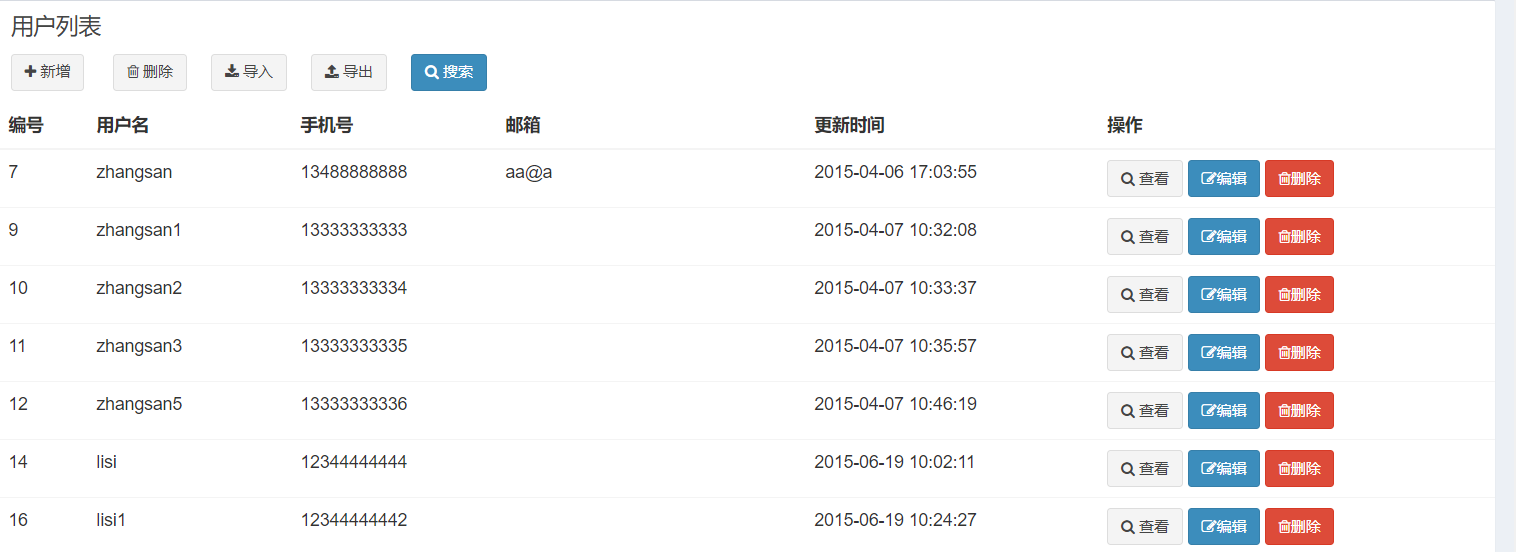 用户列表
新增 删除 导入 导出 搜索
编号 用户名 手机号 邮箱 更新时间 操作
7 zhangsan 13488888888 aa@a 2015-04-06 17:03:55 查看 编辑 删除
9 zhangsan1 13333333333 2015-04-07 10:32:08 查看 编辑 删除
10 zhangsan2 13333333334 2015-04-07 10:33:37 查看 编辑 删除
11 zhangsan3 13333333335 2015-04-07 10:35:57 查看 编辑 删除
12 zhangsan5 13333333336 2015-04-07 10:46:19 查看 编辑 删除
14 lisi 12344444444 2015-06-19 10:02:11 查看 编辑 删除
16 lisi1 12344444442 2015-06-19 10:24:27 查看 编辑 删除